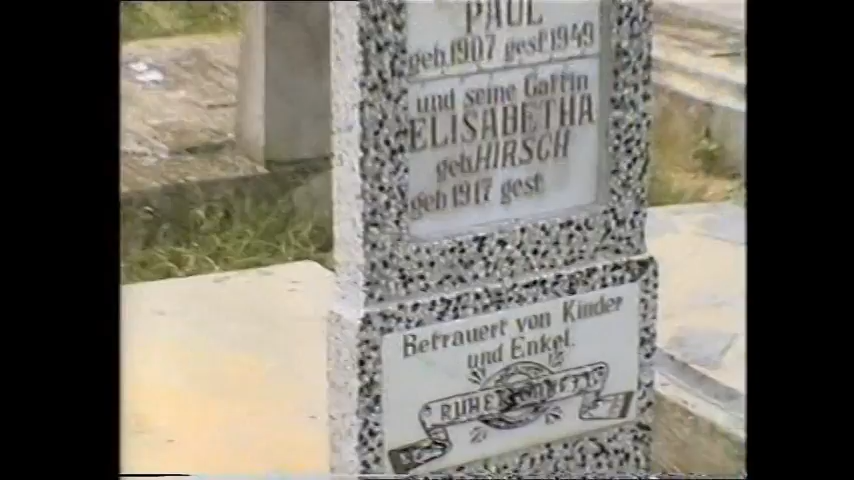 PAUL
geb.1907 gest.1949
und seine Gattin
ELISABETHA
geb.HIRSCH
geb.1917 gest.
Betrauert von Kinder
und Enkel.
RUHE